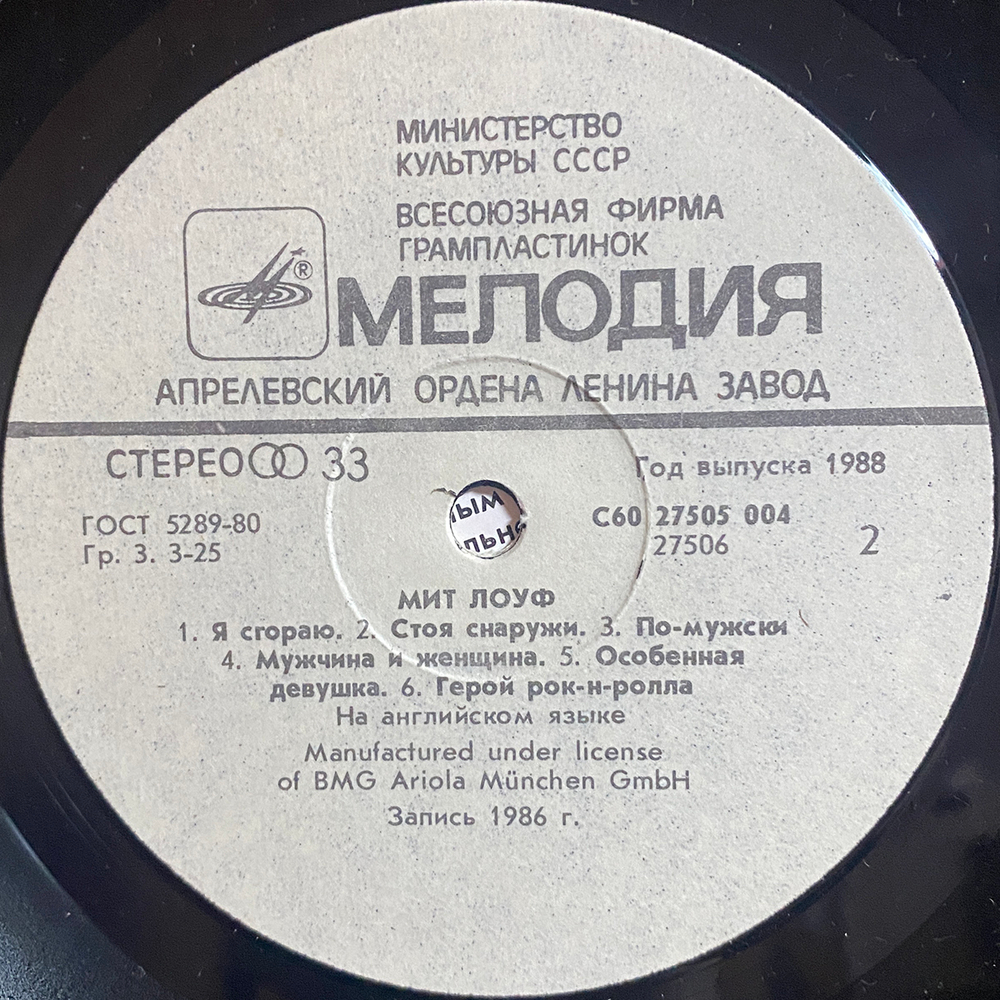 МИНИСТЕРСТВО
КУЛЬТУРЫ СССР
ВСЕСОЮЗНАЯ ФИРМА
ГРАМПЛАСТИНОК
®
МЕЛОДИЯ
АПРЕЛЕВСКИЙ ОРДЕНА ЛЕНИНА ЗАВОД
СТЕРЕО 33
Год выпуска 1988
ГОСТ 5289-80
Гр. 3. 3-25
С60 27505 004
27506
2
МИТ ЛОУФ
1. Я сгораю. 2. Стоя снаружи. 3. По-мужски
4. Мужчина и женщина. 5. Особенная
девушка. 6. Герой рок-н-ролла
На английском языке
Manufactured under license
of BMG Ariola München GmbH
Запись 1986 г.